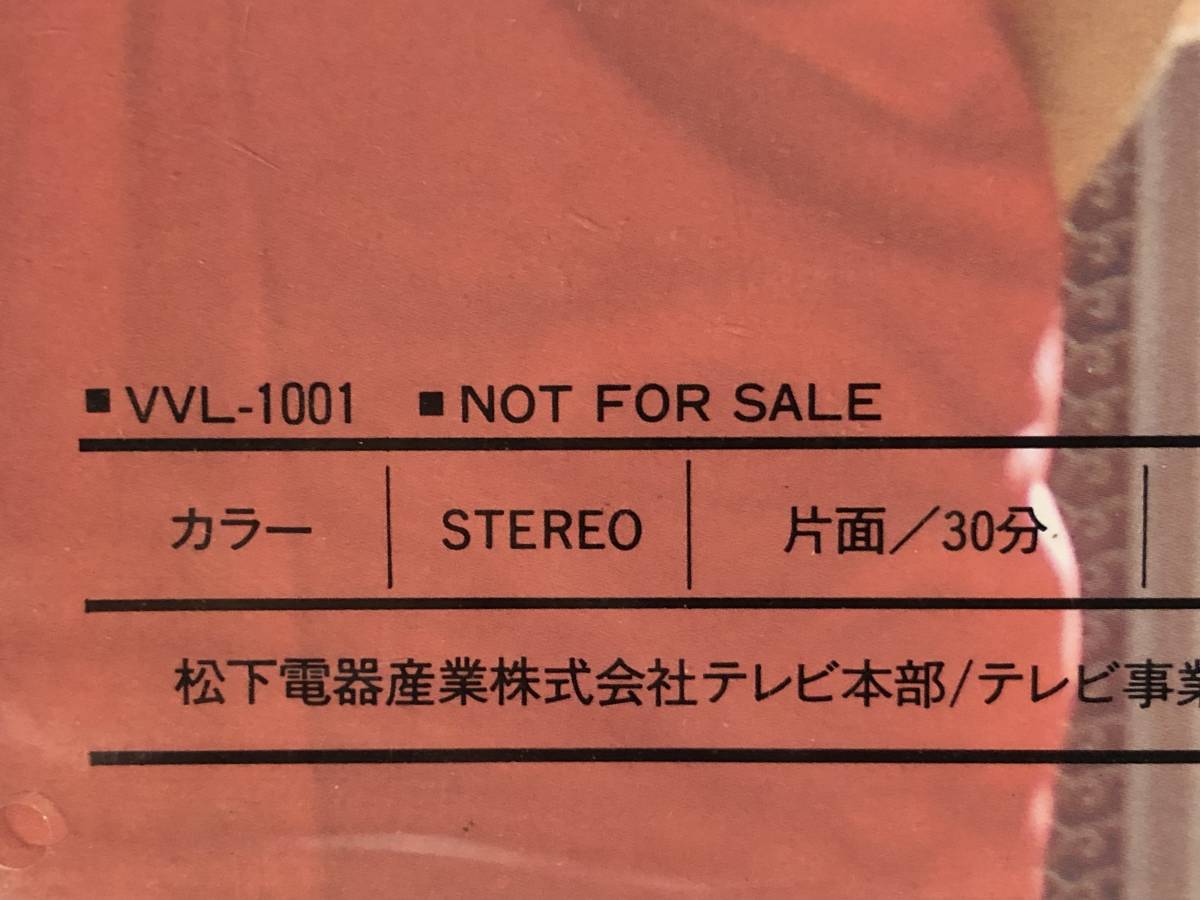 ■VVL-1001 ■NOT FOR SALE
カラー STEREO 片面／30分
松下電器産業株式会社テレビ本部/テレビ事業